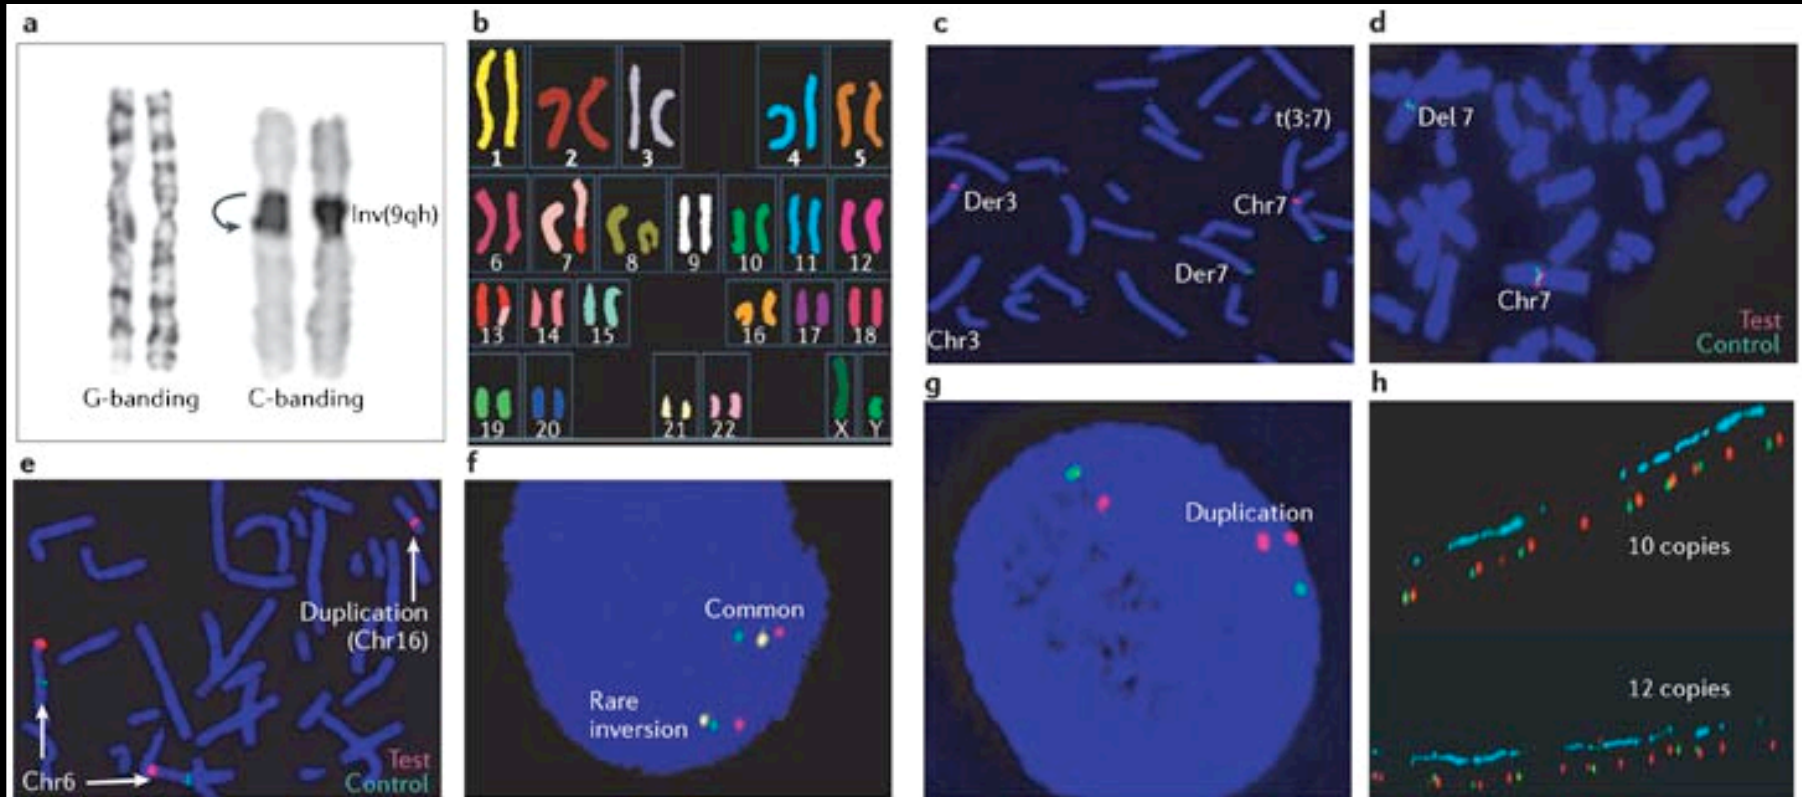 a
Inv(9qh)
G-banding C-banding
b
1 2 3 4 5
6 7 8 9 10 11 12
13 14 15 16 17 18
19 20 21 22 X Y
c
t(3;7)
Der3
Chr7
Der7
Chr3
d
Del 7
Chr7
Test
Control
e
Duplication
(Chr16)
Chr6
Test
Control
f
Common
Rare
inversion
g
Duplication
h
10 copies
12 copies